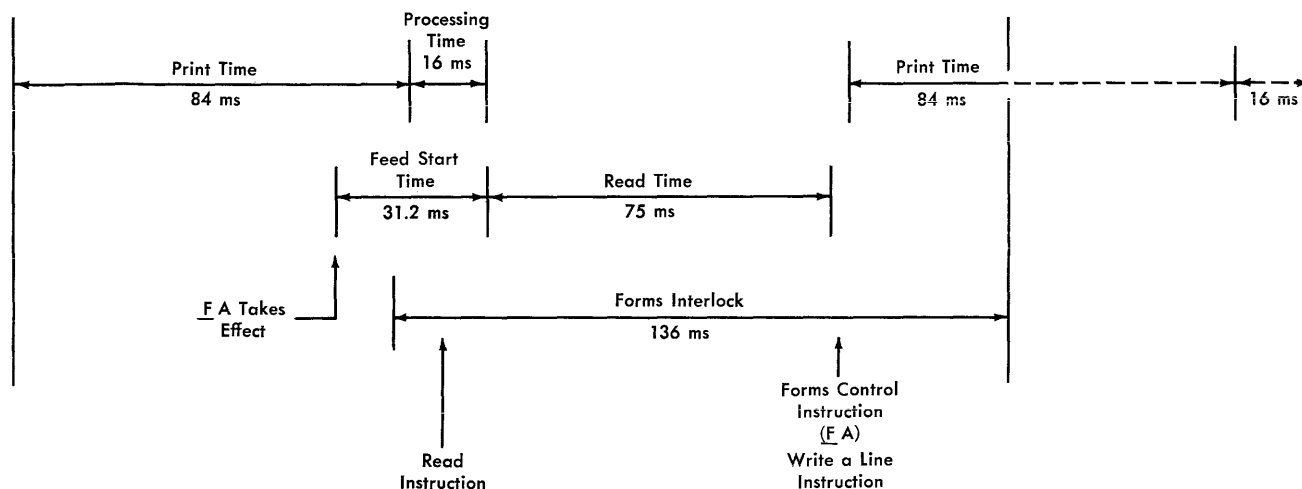 Processing
Time
16 ms
Print Time
84 ms
Print Time
84 ms
16 ms
Feed Start
Time
31.2 ms
Read Time
75 ms
F A Takes
Effect
Forms Interlock
136 ms
Read
Instruction
Forms Control
Instruction
(F A)
Write a Line
Instruction